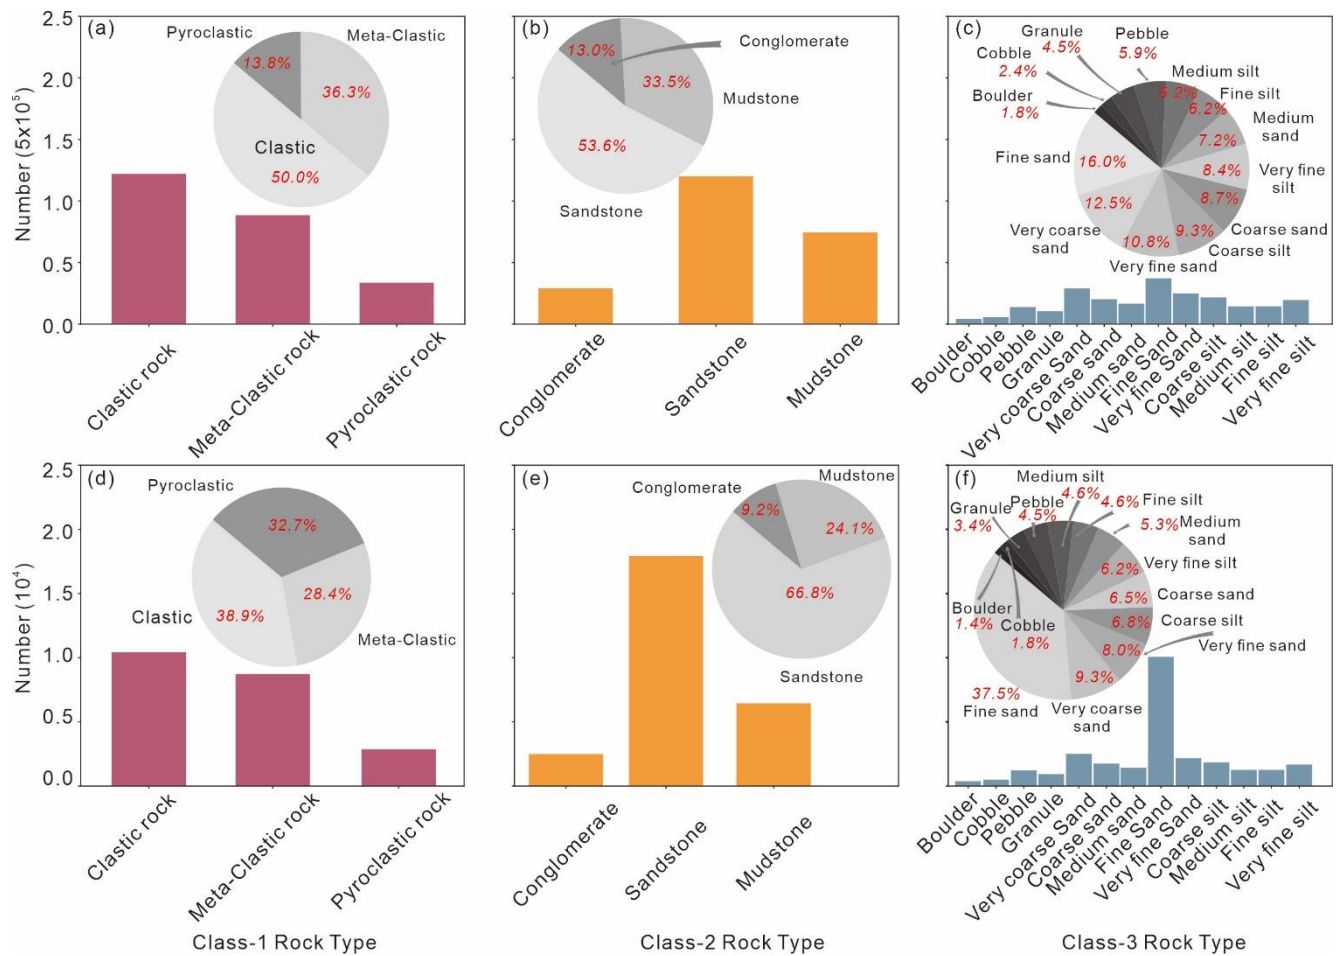 (a)
2.5
2.0
1.5
1.0
0.5
0.0
Number (5x10⁵)
Pyroclastic
Meta-Clastic
13.8%
36.3%
Clastic
50.0%
Clastic rock
Meta-Clastic rock
Pyroclastic rock
(b)
13.0%
Conglomerate
33.5%
Mudstone
53.6%
Sandstone
Conglomerate
Sandstone
Mudstone
(c)
Granule
4.5%
Pebble
5.9%
Cobble
2.4%
Boulder
1.8%
Medium silt
6.2%
Fine silt
6.2%
Medium
sand
7.2%
Fine sand
16.0%
8.4%
Very fine
silt
12.5%
8.7%
Very coarse
sand
10.8%
9.3%
Coarse sand
Coarse silt
Very fine sand
Boulder
Cobble
Pebble
Granule
Very coarse Sand
Coarse sand
Medium sand
Fine Sand
Very fine Sand
Coarse silt
Medium silt
Fine silt
Very fine silt
(d)
2.5
2.0
1.5
1.0
0.5
0.0
Number (10⁴)
Pyroclastic
32.7%
Clastic
38.9%
28.4%
Meta-Clastic
Clastic rock
Meta-Clastic rock
Pyroclastic rock
Class-1 Rock Type
(e)
Mudstone
Conglomerate
9.2%
24.1%
66.8%
Sandstone
Conglomerate
Sandstone
Mudstone
Class-2 Rock Type
(f)
Medium silt
4.6%
Granule
3.4%
Pebble
4.5%
4.6%
Fine silt
5.3%
Medium
sand
6.2%
Very fine silt
6.5%
Coarse sand
Boulder
1.4%
Cobble
1.8%
6.8%
Coarse silt
8.0%
Very fine sand
9.3%
Very coarse
sand
37.5%
Fine sand
Boulder
Cobble
Pebble
Granule
Very coarse Sand
Coarse sand
Medium sand
Fine Sand
Very fine Sand
Coarse silt
Medium silt
Fine silt
Very fine silt
Class-3 Rock Type